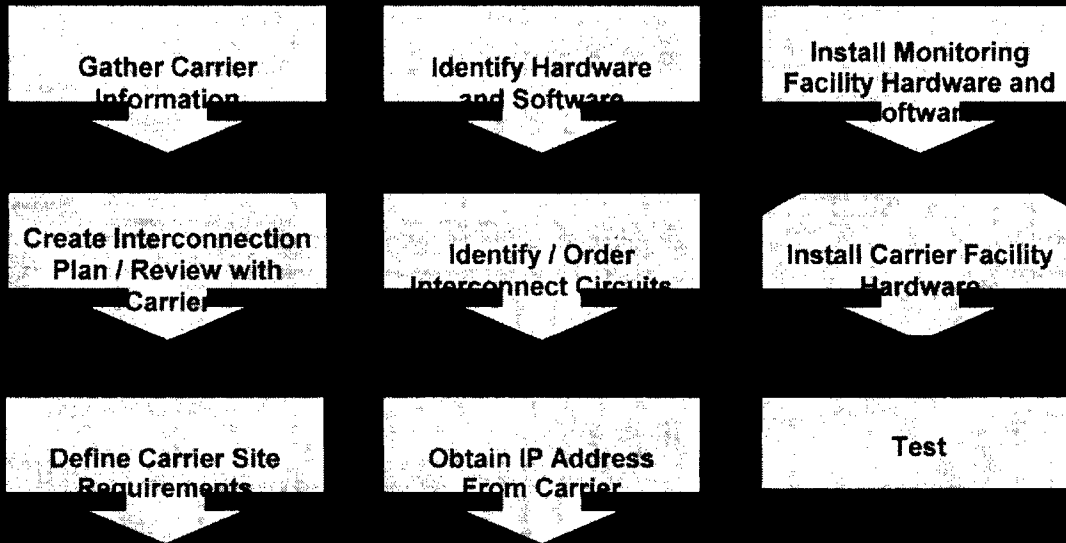 Gather Carrier
Information
Create Interconnection
Plan / Review with
Carrier
Define Carrier Site
Requirements
Identify Hardware
and Software
Identify / Order
Interconnect Circuits
Obtain IP Address
From Carrier
Install Monitoring
Facility Hardware and
oftware
Install Carrier Facility
Hardware
Test